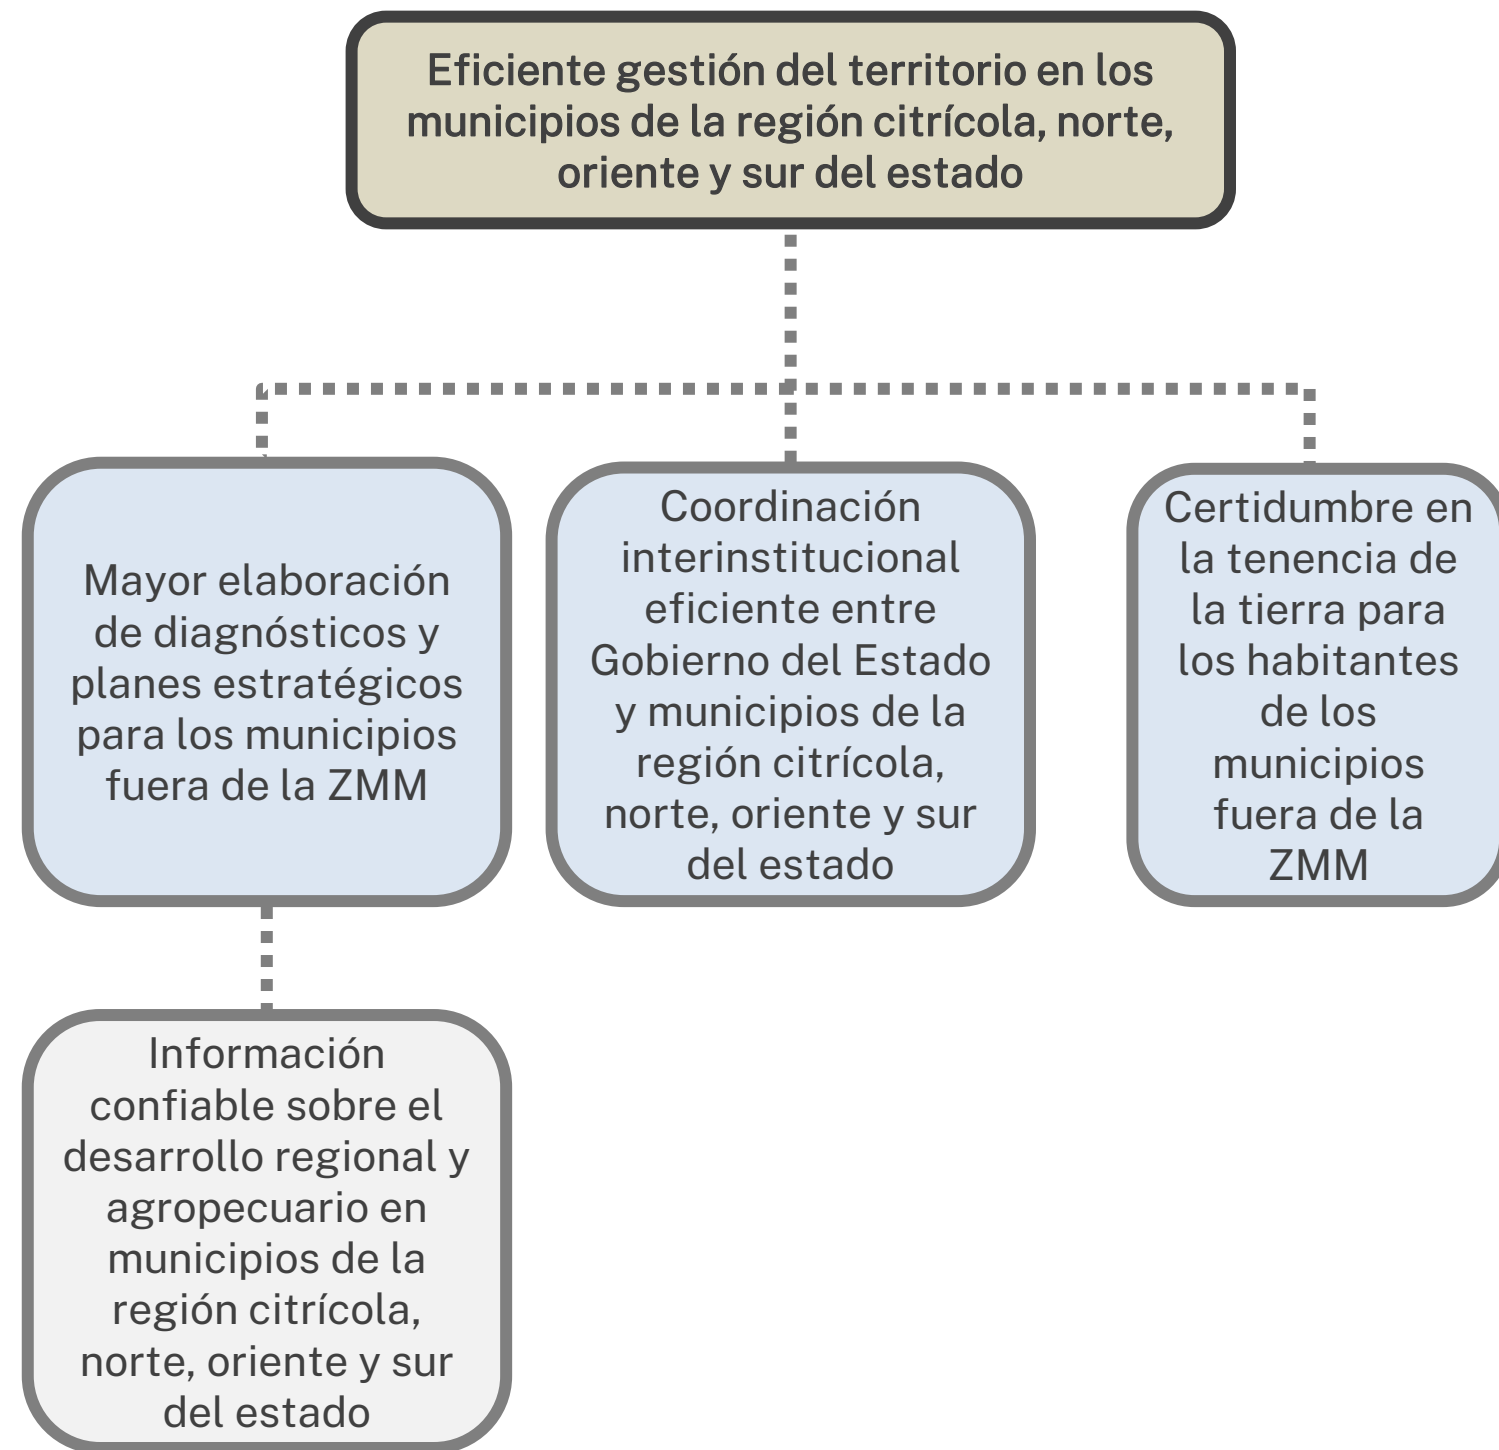 Eficiente gestión del territorio en los
municipios de la región citrícola, norte,
oriente y sur del estado
Mayor elaboración
de diagnósticos y
planes estratégicos
para los municipios
fuera de la ZMM
Coordinación
interinstitucional
eficiente entre
Gobierno del Estado
y municipios de la
región citrícola,
norte, oriente y sur
del estado
Certidumbre en
la tenencia de
la tierra para
los habitantes
de los
municipios
fuera de la
ZMM
Información
confiable sobre el
desarrollo regional y
agropecuario en
municipios de la
región citrícola,
norte, oriente y sur
del estado